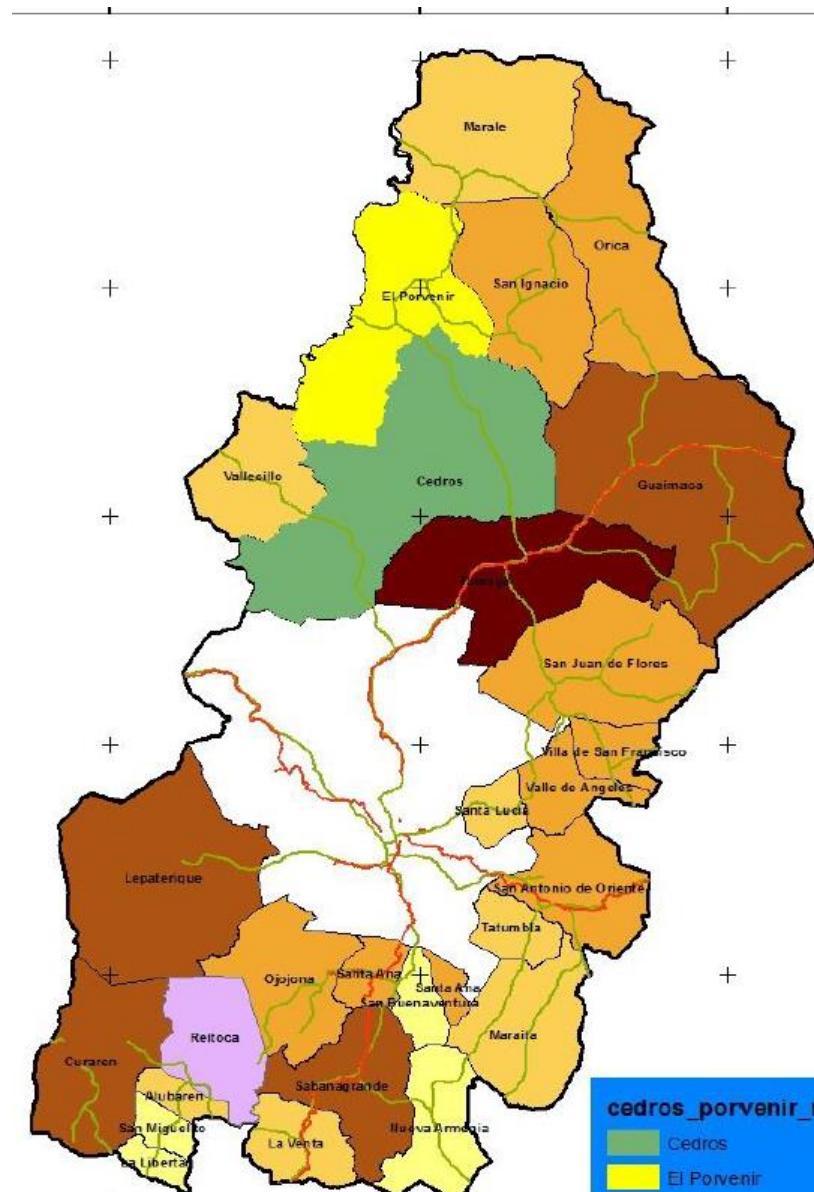 Marale
Orica
San Ignacio
El Porvenir
Vallecillo
Cedros
Guaimaca
San Juan de Flores
Villa de San Francisco
Valle de Angeles
Santa Lucia
Lepaterique
San Antonio de Oriente
Tatumbla
Ojojona
Santa Ana
Santa Ana
San Buenaventura
Reitoca
Maraita
Curaren
Sabanagrande
Alubaren
San Miguelito
La Venta
Nueva Armenia
La Libertad
cedros_porvenir_r
Cedros
El Porvenir